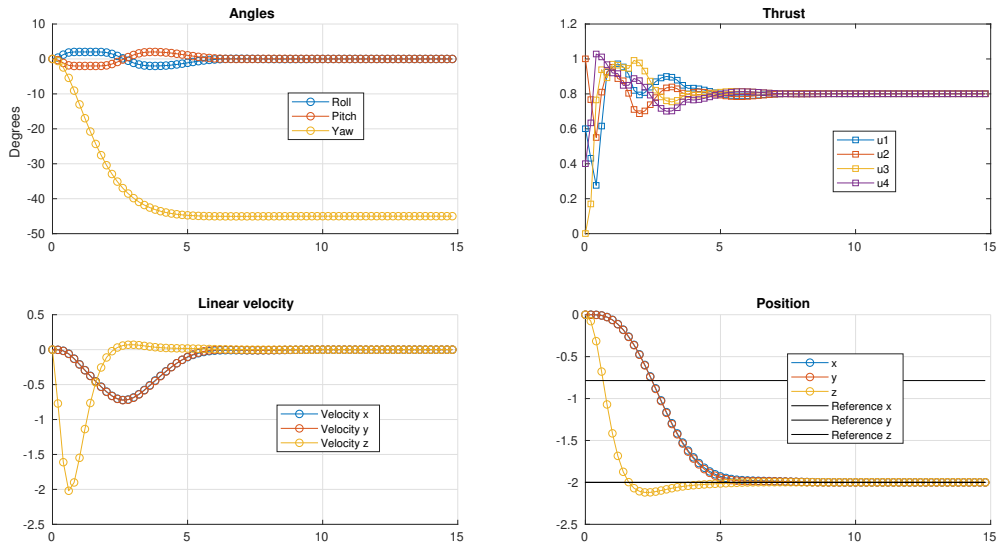 Angles
10
0
-10
-20
-30
-40
-50
Degrees
0
5
10
15
Roll
Pitch
Yaw
Thrust
1.2
1
0.8
0.6
0.4
0.2
0
0
5
10
15
u1
u2
u3
u4
Linear velocity
0.5
0
-0.5
-1
-1.5
-2
-2.5
0
5
10
15
Velocity x
Velocity y
Velocity z
Position
0
-0.5
-1
-1.5
-2
-2.5
0
5
10
15
x
y
z
Reference x
Reference y
Reference z